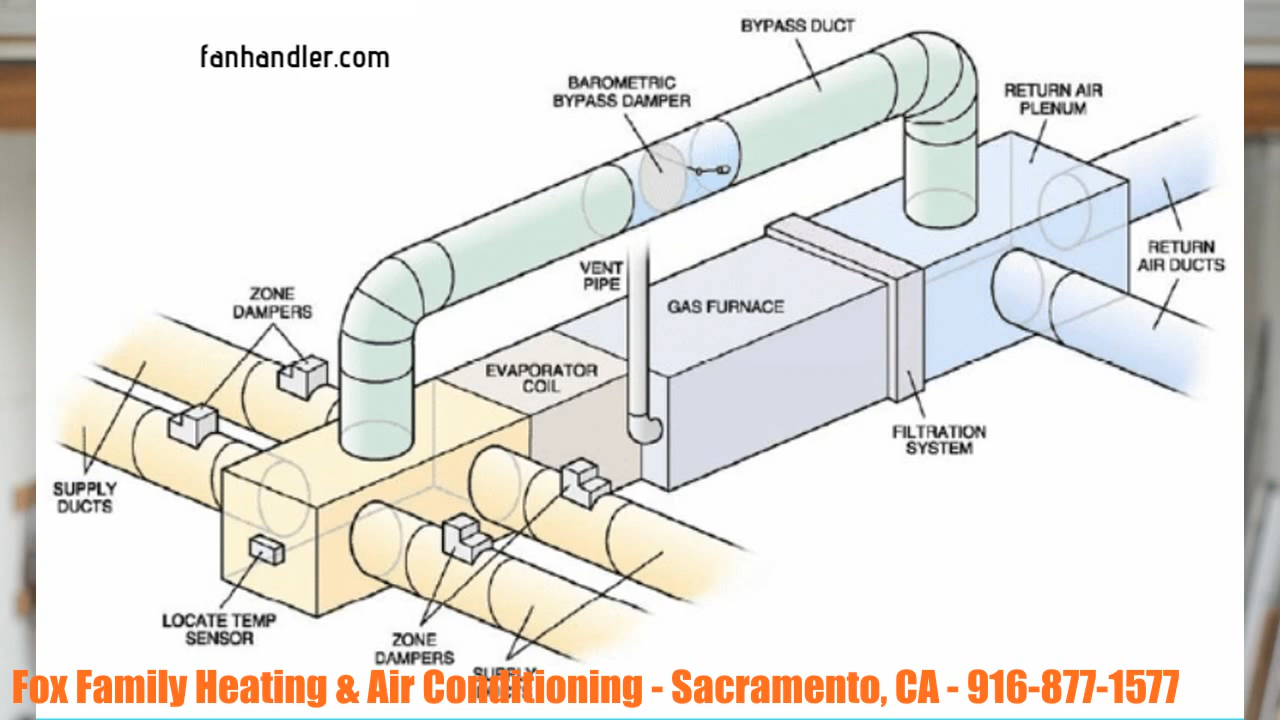 BYPASS DUCT
fanhandler.com
BAROMETRIC
BYPASS DAMPER
RETURN AIR
PLENUM
RETURN
AIR DUCTS
VENT
PIPE
GAS FURNACE
ZONE
DAMPERS
EVAPORATOR
COIL
FILTRATION
SYSTEM
SUPPLY
DUCTS
LOCATE TEMP
SENSOR
ZONE
DAMPERS
SUPPLY
Fox Family Heating & Air Conditioning - Sacramento, CA - 916-877-1577